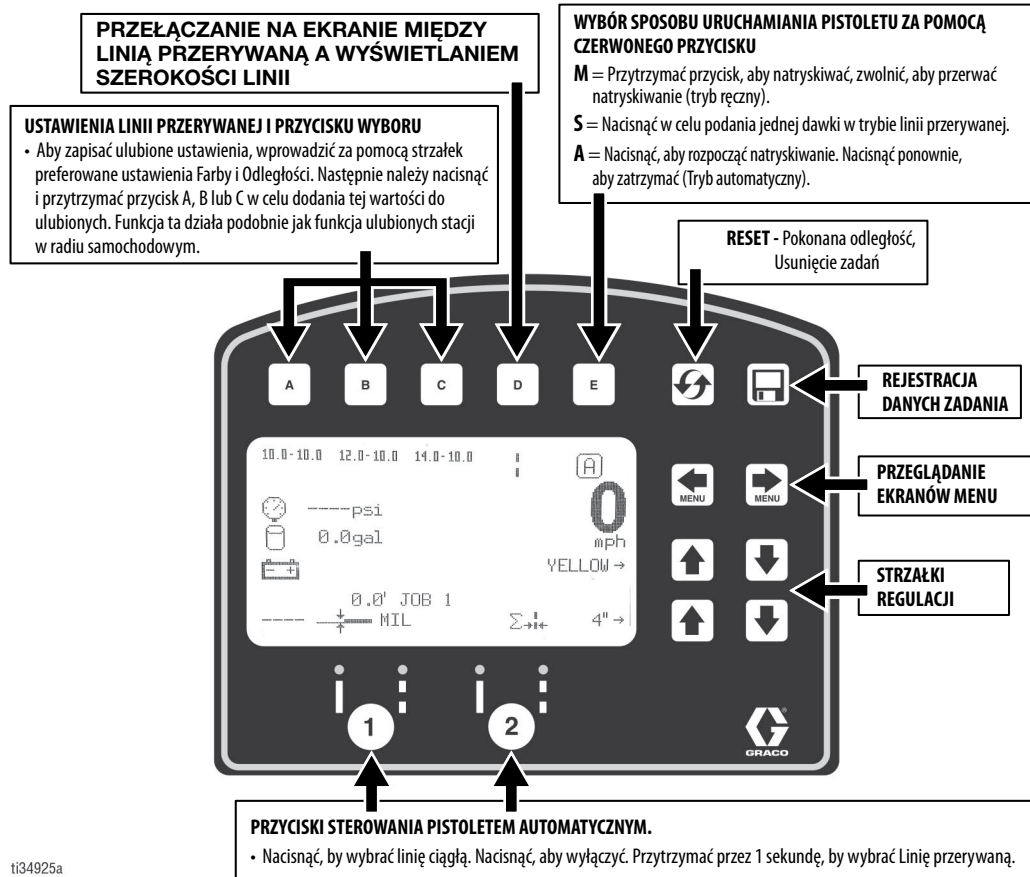 PRZEŁĄCZANIE NA EKRANIE MIĘDZY
LINIĄ PRZERYWANĄ A WYŚWIETLANIEM
SZEROKOŚCI LINII
WYBÓR SPOSOBU URUCHAMIANIA PISTOLETU ZA POMOCĄ
CZERWONEGO PRZYCISKU
M = Przytrzymać przycisk, aby natryskiwać, zwolnić, aby przerwać
natryskiwanie (tryb ręczny).
S = Nacisnąć w celu podania jednej dawki w trybie linii przerywanej.
A = Nacisnąć, aby rozpocząć natryskiwanie. Nacisnąć ponownie,
aby zatrzymać (Tryb automatyczny).
USTAWIENIA LINII PRZERYWANEJ I PRZYCISKU WYBORU
• Aby zapisać ulubione ustawienia, wprowadzić za pomocą strzałek
preferowane ustawienia Farby i Odległości. Następnie należy nacisnąć
i przytrzymać przycisk A, B lub C w celu dodania tej wartości do
ulubionych. Funkcja ta działa podobnie jak funkcja ulubionych stacji
w radiu samochodowym.
RESET - Pokonana odległość,
Usunięcie zadań
A B C D E
REJESTRACJA
DANYCH ZADANIA
10.0-10.0 12.0-10.0 14.0-10.0
A
----psi
0
mph
0.0gal
- +
YELLOW→
0.0' JOB 1
---- MIL
Σ 4"→
MENU MENU
PRZEGLĄDANIE
EKRANÓW MENU
STRZAŁKI
REGULACJI
1 2
GRACO
PRZYCISKI STEROWANIA PISTOLETEM AUTOMATYCZNYM.
• Nacisnąć, by wybrać linię ciągłą. Nacisnąć, aby wyłączyć. Przytrzymać przez 1 sekundę, by wybrać Linię przerywaną.
ti34925a